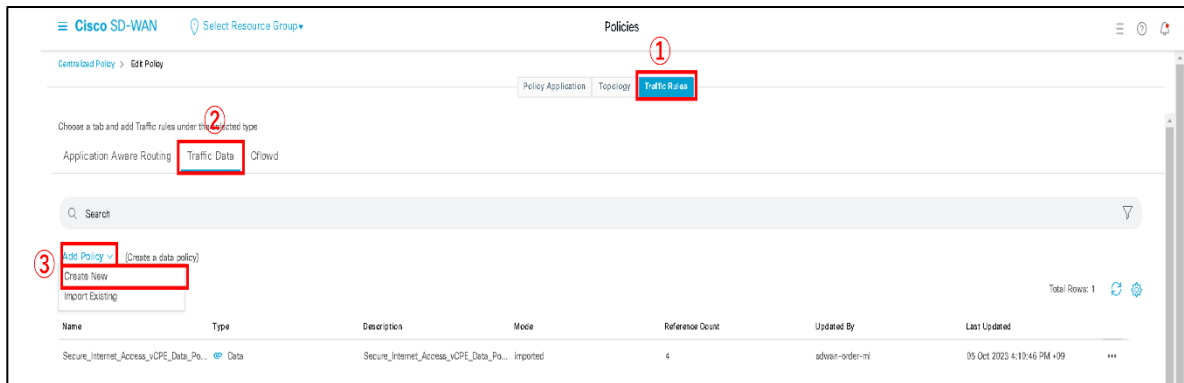 Cisco SD-WAN
Select Resource Group
Policies
①
Centralized Policy > Edit Policy
Policy Application Topology Traffic Rules
②
Choose a tab and add Traffic rules under the selected type
Application Aware Routing Traffic Data Cflowd
Search
③
Add Policy (Create a data policy)
Create New
Import Existing
Total Rows: 1
Name Type Description Mode Reference Count Updated By Last Updated
Secure_Internet_Access_vCPE_Data_Po... Data Secure_Internet_Access_vCPE_Data_Po... imported 4 sdwan-order-ml 05 Oct 2023 4:10:46 PM +09 ...